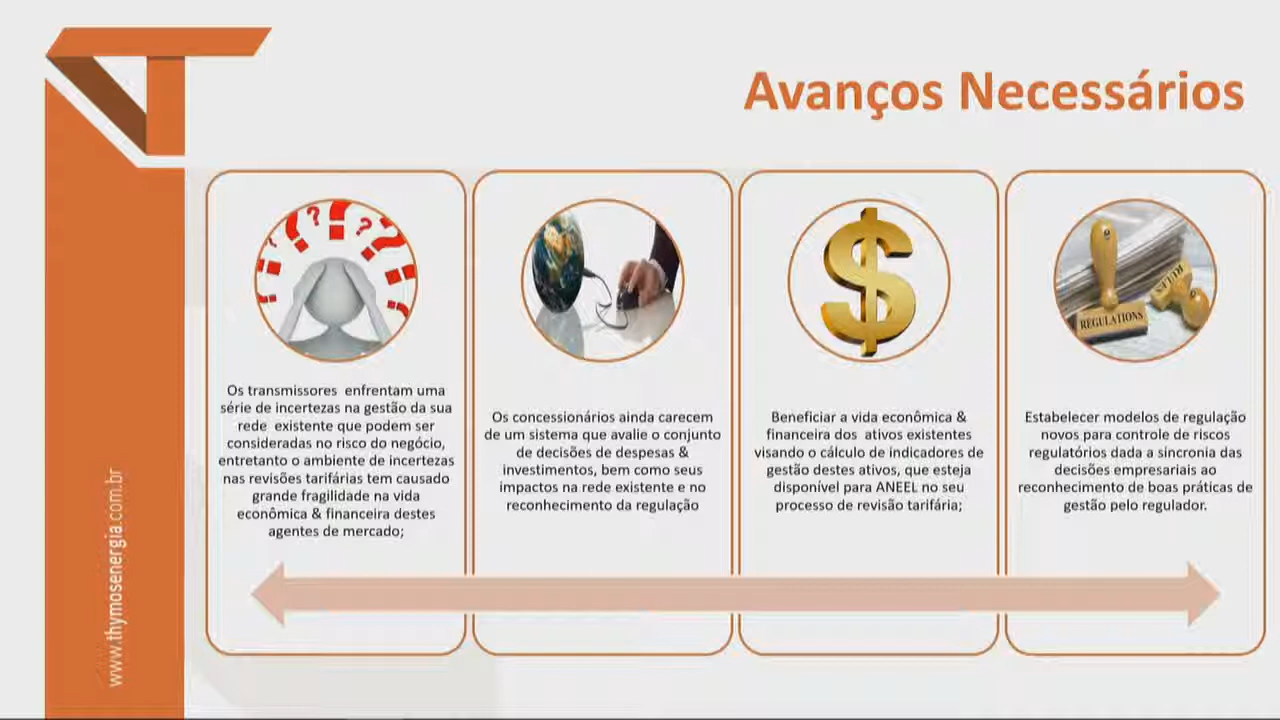 Avanços Necessários
Os transmissores enfrentam uma
série de incertezas na gestão da sua
rede existente que podem ser
consideradas no risco do negócio,
entretanto o ambiente de incertezas
nas revisões tarifárias tem causado
grande fragilidade na vida
econômica & financeira destes
agentes de mercado;
Os concessionários ainda carecem
de um sistema que avalie o conjunto
de decisões de despesas &
investimentos, bem como seus
impactos na rede existente e no
reconhecimento da regulação
Beneficiar a vida econômica &
financeira dos ativos existentes
visando o cálculo de indicadores de
gestão destes ativos, que esteja
disponível para ANEEL no seu
processo de revisão tarifária;
REGULATIONS
RULES
Estabelecer modelos de regulação
novos para controle de riscos
regulatórios dada a sincronia das
decisões empresariais ao
reconhecimento de boas práticas de
gestão pelo regulador.
www.thymosenergia.com.br